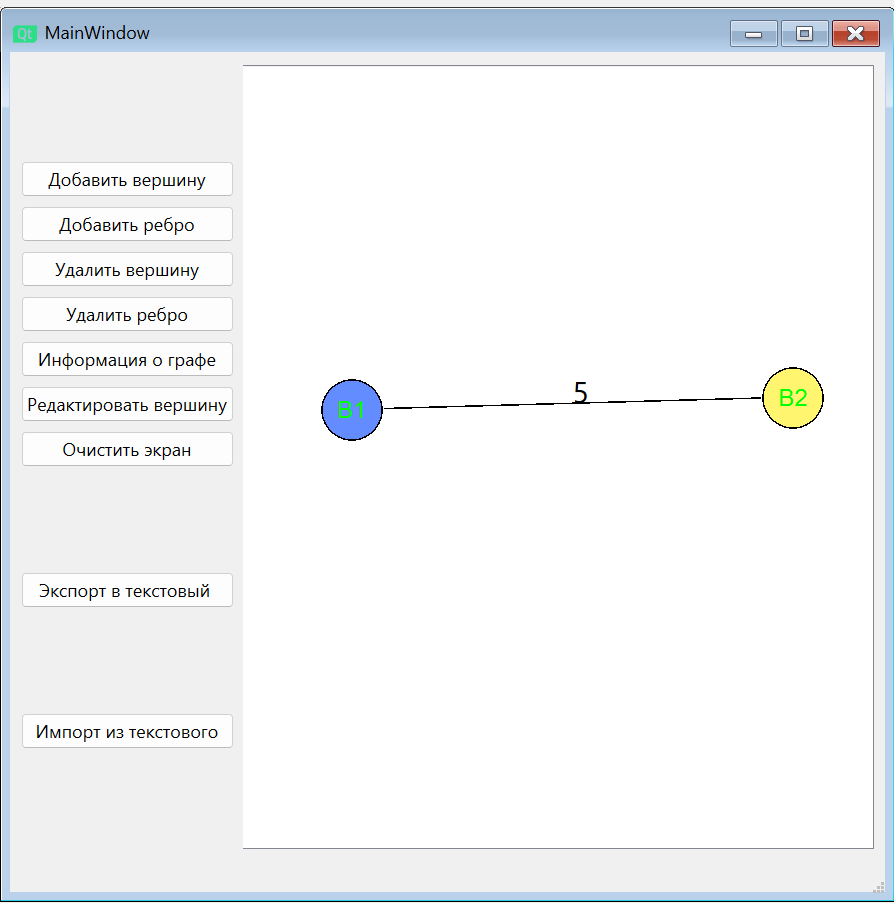 Qt MainWindow
Добавить вершину
Добавить ребро
Удалить вершину
Удалить ребро
Информация о графе
Редактировать вершину
Очистить экран
Экспорт в текстовый
Импорт из текстового
B1
5
B2